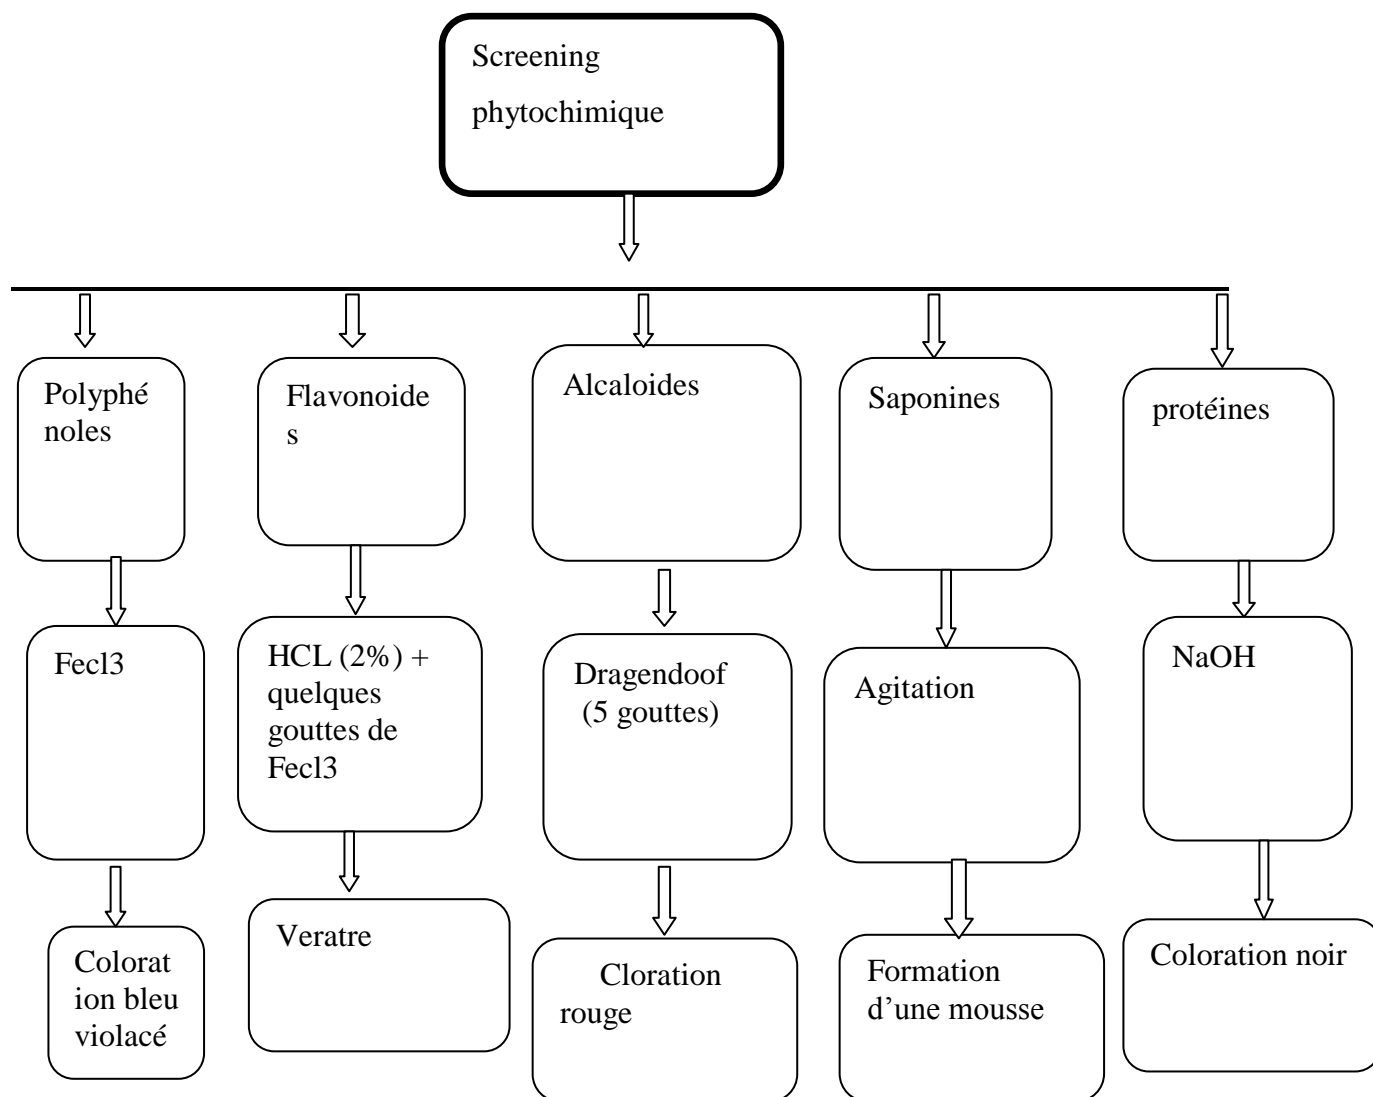 Screening
phytochimique
Polyphé
noles
Flavonoide
s
Alcaloides
Saponines
protéines
Fecl3
HCL (2%) +
quelques
gouttes de
Fecl3
Dragendoof
(5 gouttes)
Agitation
NaOH
Colorat
ion bleu
violacé
Veratre
Cloration
rouge
Formation
d’une mousse
Coloration noir